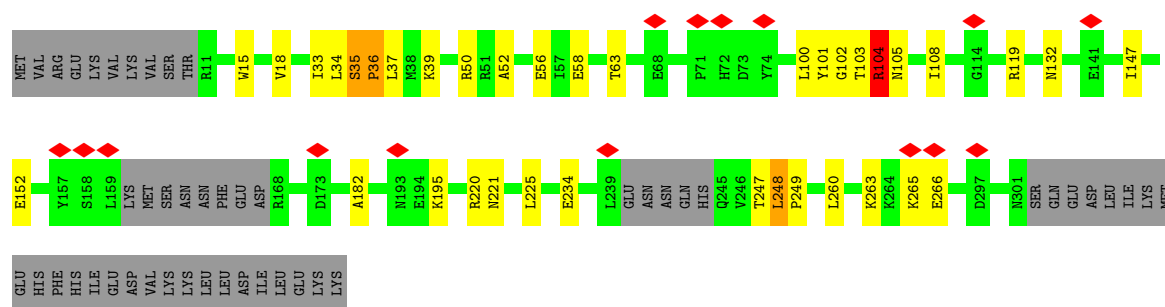 MET VAL ARG GLU LYS VAL LYS VAL SER THR R11 W15 V18 I33 L34 S35 P36 L37 M38 K39 R50 R51 A52 E56 I57 E58 T63 E68 P71 H72 D73 Y74 L100 Y101 G102 T103 R104 N105 I108 G114 R119 N132 E141 I147
E152 Y157 S158 L159 LYS MET SER ASN ASN PHE GLU ASP R168 D173 A182 N193 E194 K195 R220 N221 L225 E234 L239 GLU ASN ASN GLN HIS Q245 V246 T247 L248 P249 L260 K263 K264 K265 E266 D297 N301 SER GLN GLU ASP LEU ILE LYS MET
GLU HIS PHE HIS ILE GLU ASP VAL LYS LYS LEU LEU ASP ILE LEU GLU LYS LYS